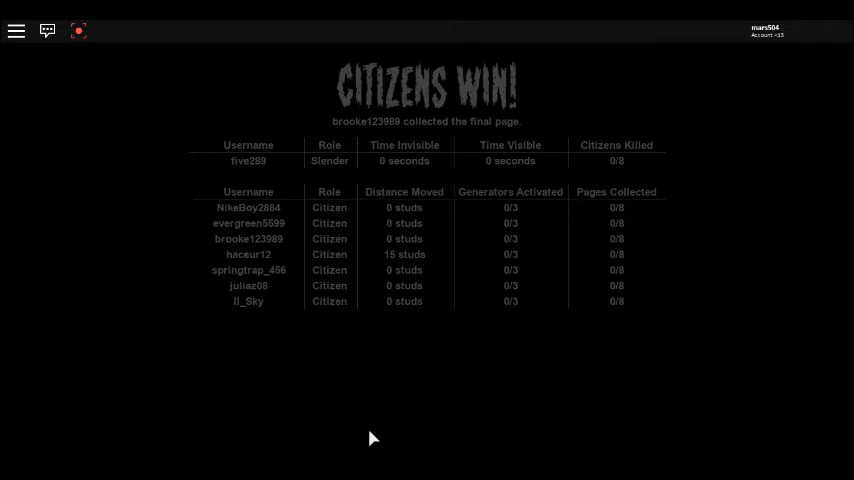 mars504
Account <13
CITIZENS WIN!
brooke123989 collected the final page.
Username Role Time Invisible Time Visible Citizens Killed
five289 Slender 0 seconds 0 seconds 0/8
Username Role Distance Moved Generators Activated Pages Collected
NikeBoy2884 Citizen 0 studs 0/3 0/8
evergreen5599 Citizen 0 studs 0/3 0/8
brooke123989 Citizen 0 studs 0/3 0/8
haceur12 Citizen 15 studs 0/3 0/8
springtrap_456 Citizen 0 studs 0/3 0/8
juliaz08 Citizen 0 studs 0/3 0/8
II_Sky Citizen 0 studs 0/3 0/8